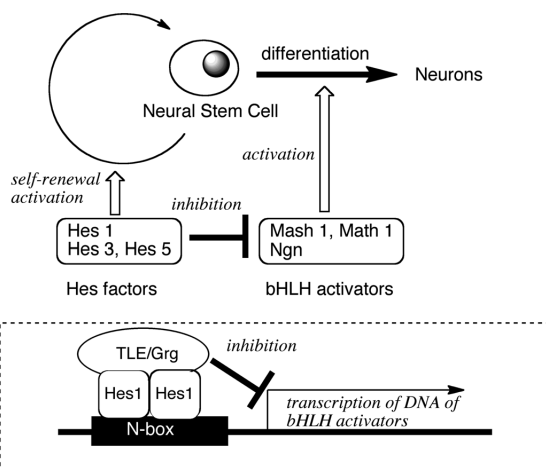 differentiation
Neurons
Neural Stem Cell
activation
self-renewal
activation
inhibition
Hes 1
Hes 3, Hes 5
Mash 1, Math 1
Ngn
Hes factors
bHLH activators
inhibition
TLE/Grg
Hes1 Hes1
transcription of DNA of
bHLH activators
N-box